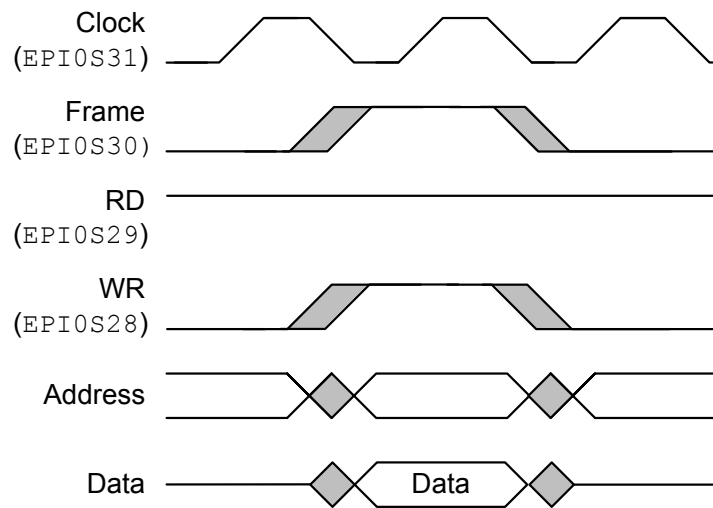 Clock
(EPI0S31)
Frame
(EPI0S30)
RD
(EPI0S29)
WR
(EPI0S28)
Address
Data
Data